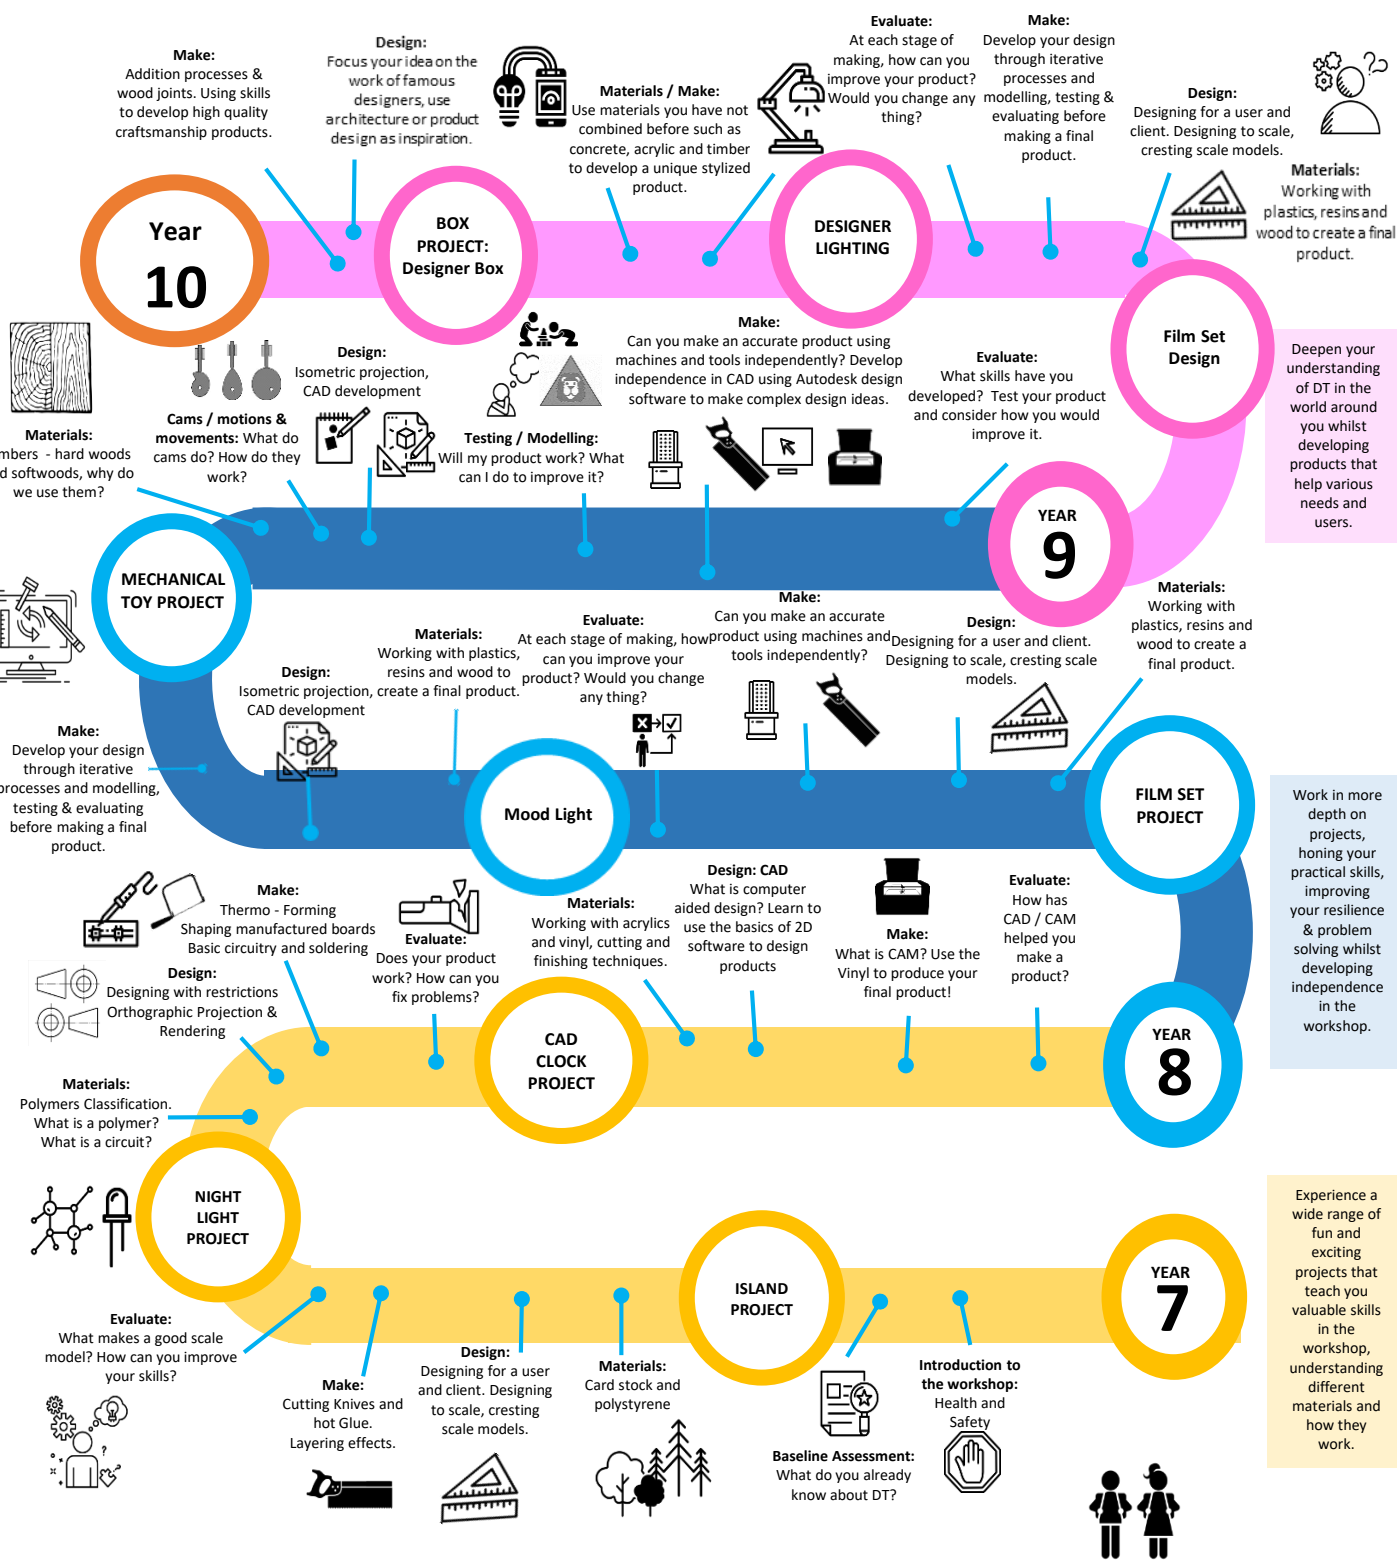 Make:
Addition processes &
wood joints. Using skills
to develop high quality
craftsmanship products.
Design:
Focus your idea on the
work of famous
designers, use
architecture or product
design as inspiration.
Materials / Make:
Use materials you have not
combined before such as
concrete, acrylic and timber
to develop a unique stylized
product.
Evaluate:
At each stage of
making, how can you
improve your product?
Would you change any
thing?
Make:
Develop your design
through iterative
processes and
modelling, testing &
evaluating before
making a final
product.
Design:
Designing for a user and
client. Designing to scale,
cresting scale models.
Materials:
Working with
plastics, resins and
wood to create a final
product.
Year
10
BOX
PROJECT:
Designer Box
DESIGNER
LIGHTING
Film Set
Design
Deepen your
understanding
of DT in the
world around
you whilst
developing
products that
help various
needs and
users.
Materials:
mbers - hard woods
d softwoods, why do
we use them?
Cams / motions &
movements: What do
cams do? How do they
work?
Design:
Isometric projection,
CAD development
Testing / Modelling:
Will my product work? What
can I do to improve it?
Make:
Can you make an accurate product using
machines and tools independently? Develop
independence in CAD using Autodesk design
software to make complex design ideas.
Evaluate:
What skills have you
developed? Test your product
and consider how you would
improve it.
YEAR
9
MECHANICAL
TOY PROJECT
Make:
Develop your design
through iterative
processes and modelling,
testing & evaluating
before making a final
product.
Design:
Isometric projection,
CAD development
Materials:
Working with plastics,
resins and wood to
create a final product.
Evaluate:
At each stage of making, how
can you improve your
product? Would you change
any thing?
Make:
Can you make an accurate
product using machines and
tools independently?
Design:
Designing for a user and client.
Designing to scale, cresting scale
models.
Materials:
Working with
plastics, resins and
wood to create a
final product.
Mood Light
FILM SET
PROJECT
Work in more
depth on
projects,
honing your
practical skills,
improving
your resilience
& problem
solving whilst
developing
independence
in the
workshop.
Make:
Thermo - Forming
Shaping manufactured boards
Basic circuitry and soldering
Design:
Designing with restrictions
Orthographic Projection &
Rendering
Materials:
Polymers Classification.
What is a polymer?
What is a circuit?
Evaluate:
Does your product
work? How can you
fix problems?
Materials:
Working with acrylics
and vinyl, cutting and
finishing techniques.
Design: CAD
What is computer
aided design? Learn to
use the basics of 2D
software to design
products
Make:
What is CAM? Use the
Vinyl to produce your
final product!
Evaluate:
How has
CAD / CAM
helped you
make a
product?
CAD
CLOCK
PROJECT
YEAR
8
NIGHT
LIGHT
PROJECT
ISLAND
PROJECT
YEAR
7
Experience a
wide range of
fun and
exciting
projects that
teach you
valuable skills
in the
workshop,
understanding
different
materials and
how they
work.
Evaluate:
What makes a good scale
model? How can you improve
your skills?
Make:
Cutting Knives and
hot Glue.
Layering effects.
Design:
Designing for a user
and client. Designing
to scale, cresting
scale models.
Materials:
Card stock and
polystyrene
Baseline Assessment:
What do you already
know about DT?
Introduction to
the workshop:
Health and
Safety